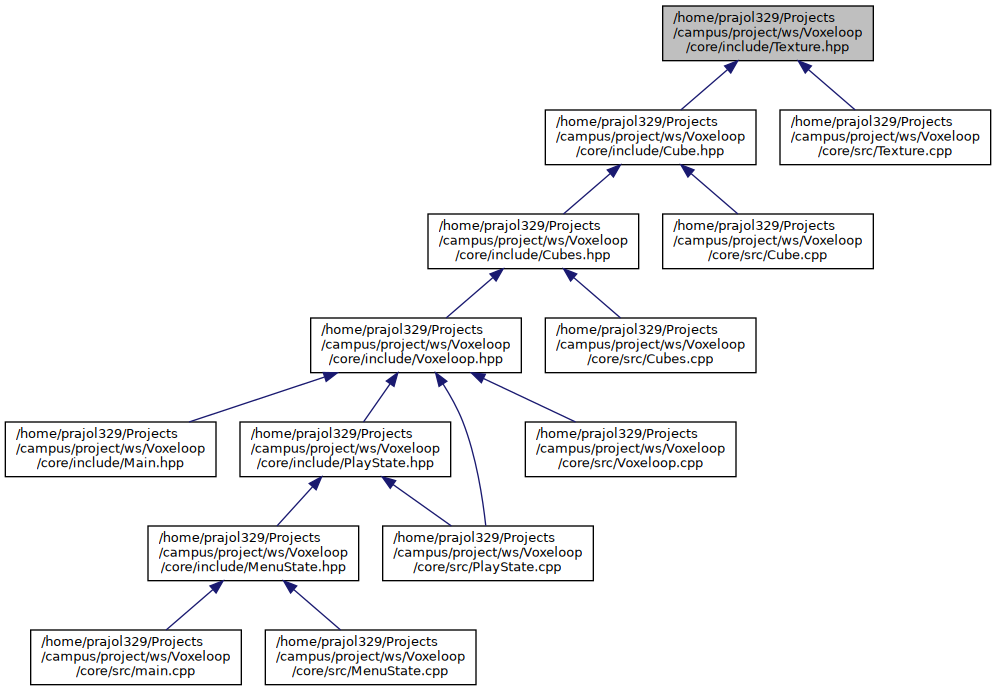 /home/prajol329/Projects
/campus/project/ws/Voxeloop
/core/include/Texture.hpp
/home/prajol329/Projects
/campus/project/ws/Voxeloop
/core/include/Cube.hpp
/home/prajol329/Projects
/campus/project/ws/Voxeloop
/core/src/Texture.cpp
/home/prajol329/Projects
/campus/project/ws/Voxeloop
/core/include/Cubes.hpp
/home/prajol329/Projects
/campus/project/ws/Voxeloop
/core/src/Cube.cpp
/home/prajol329/Projects
/campus/project/ws/Voxeloop
/core/include/Voxeloop.hpp
/home/prajol329/Projects
/campus/project/ws/Voxeloop
/core/src/Cubes.cpp
/home/prajol329/Projects
/campus/project/ws/Voxeloop
/core/include/Main.hpp
/home/prajol329/Projects
/campus/project/ws/Voxeloop
/core/include/PlayState.hpp
/home/prajol329/Projects
/campus/project/ws/Voxeloop
/core/src/Voxeloop.cpp
/home/prajol329/Projects
/campus/project/ws/Voxeloop
/core/include/MenuState.hpp
/home/prajol329/Projects
/campus/project/ws/Voxeloop
/core/src/PlayState.cpp
/home/prajol329/Projects
/campus/project/ws/Voxeloop
/core/src/main.cpp
/home/prajol329/Projects
/campus/project/ws/Voxeloop
/core/src/MenuState.cpp